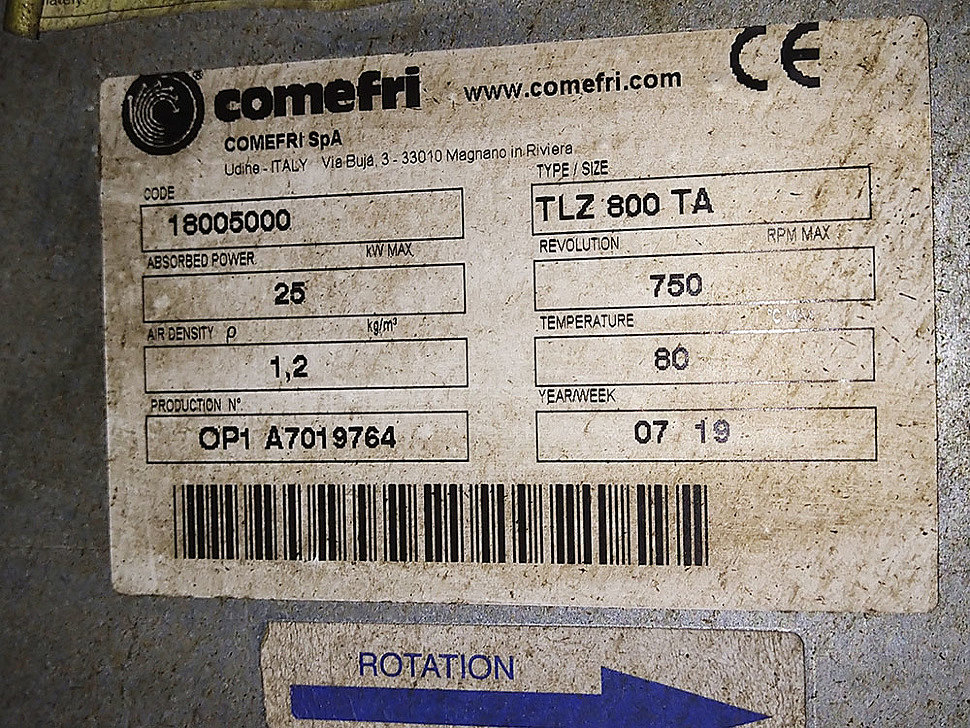 lately.
comefri® www.comefri.com CE
COMEFRI SpA
Udine - ITALY Via Buja, 3 - 33010 Magnano in Riviera
CODE TYPE / SIZE
18005000 TLZ 800 TA
ABSORBED POWER kW MAX REVOLUTION RPM MAX
25 750
AIR DENSITY ρ kg/m³ TEMPERATURE °C MAX
1,2 80
PRODUCTION N°. YEAR/WEEK
OP1 A7019764 07 19
ROTATION